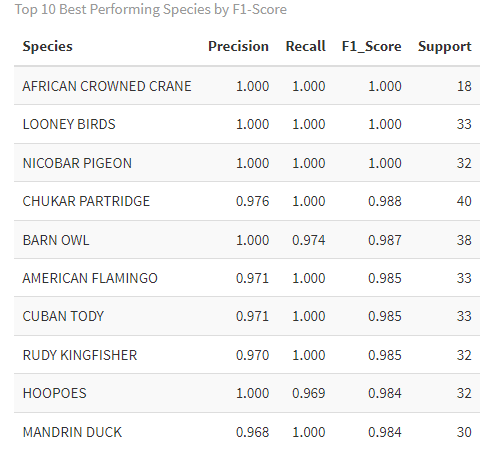 Top 10 Best Performing Species by F1-Score
Species Precision Recall F1_Score Support
AFRICAN CROWNED CRANE 1.000 1.000 1.000 18
LOONEY BIRDS 1.000 1.000 1.000 33
NICOBAR PIGEON 1.000 1.000 1.000 32
CHUKAR PARTRIDGE 0.976 1.000 0.988 40
BARN OWL 1.000 0.974 0.987 38
AMERICAN FLAMINGO 0.971 1.000 0.985 33
CUBAN TODY 0.971 1.000 0.985 33
RUDY KINGFISHER 0.970 1.000 0.985 32
HOOPOES 1.000 0.969 0.984 32
MANDRIN DUCK 0.968 1.000 0.984 30